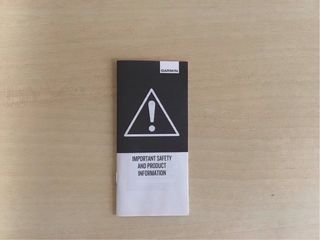 GARMIN
IMPORTANT SAFETY
AND PRODUCT
INFORMATION